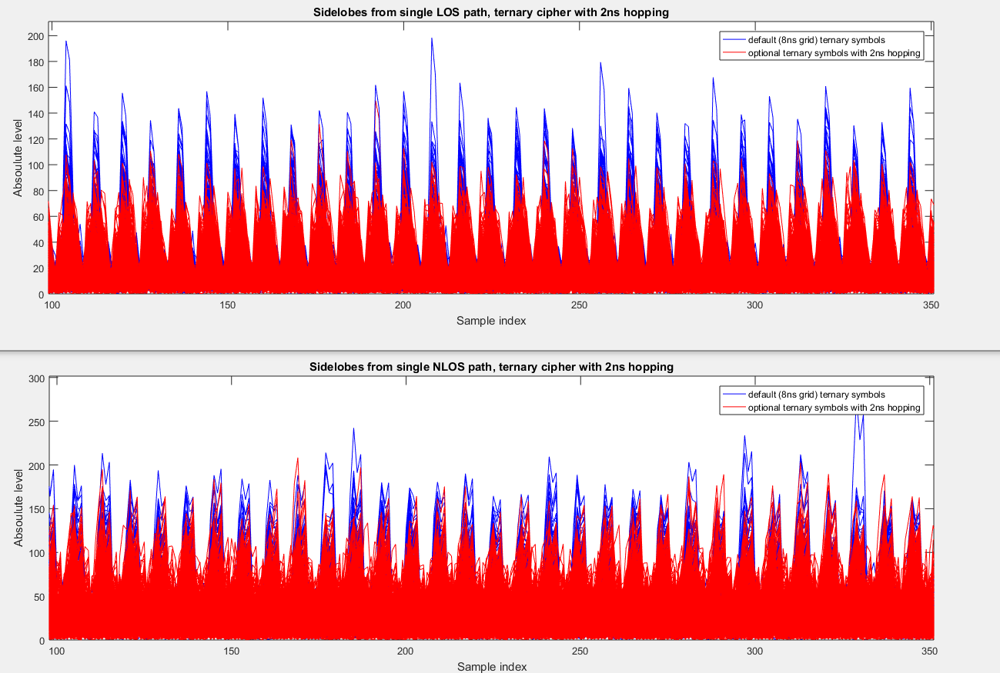 Sidelobes from single LOS path, ternary cipher with 2ns hopping
200
180
160
140
120
100
80
60
40
20
0
Absoulute level
default (8ns grid) ternary symbols
optional ternary symbols with 2ns hopping
100 150 200 250 300 350
Sample index
Sidelobes from single NLOS path, ternary cipher with 2ns hopping
300
250
200
150
100
50
0
Absoulute level
default (8ns grid) ternary symbols
optional ternary symbols with 2ns hopping
100 150 200 250 300 350
Sample index